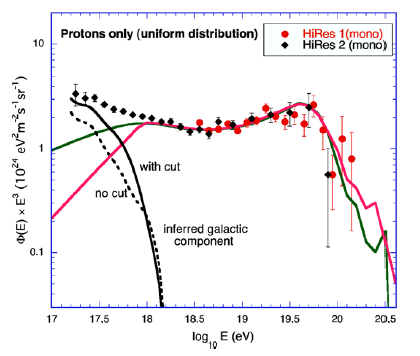 Protons only (uniform distribution)
HiRes 1(mono)
HiRes 2 (mono)
10
1
0.1
Φ(E) × E³ (10²⁴ eV²m⁻²s⁻¹sr⁻¹)
with cut
no cut
inferred galactic
component
17 17.5 18 18.5 19 19.5 20 20.5
log₁₀ E (eV)